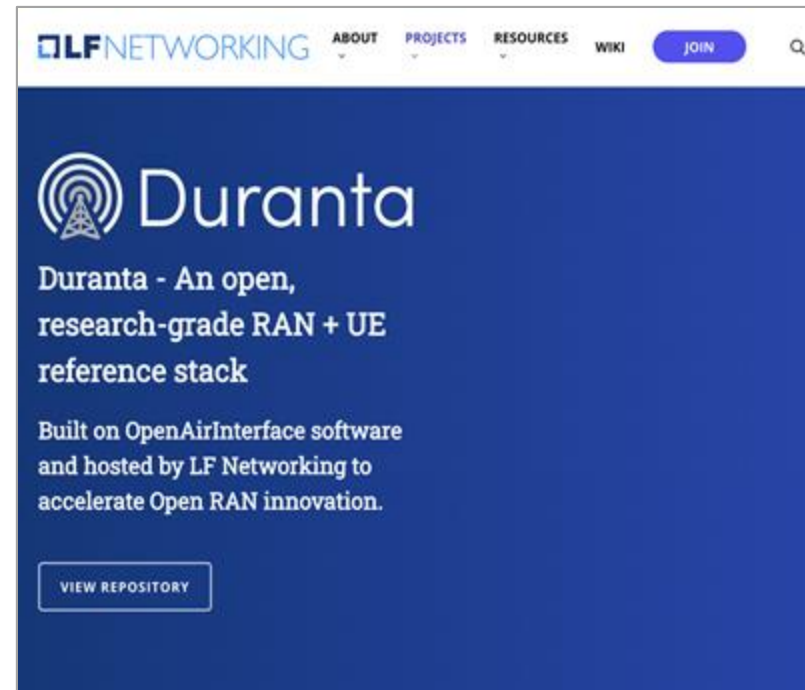 LFNETWORKING
ABOUT PROJECTS RESOURCES WIKI JOIN
Duranta
Duranta - An open,
research-grade RAN + UE
reference stack
Built on OpenAirInterface software
and hosted by LF Networking to
accelerate Open RAN innovation.
VIEW REPOSITORY